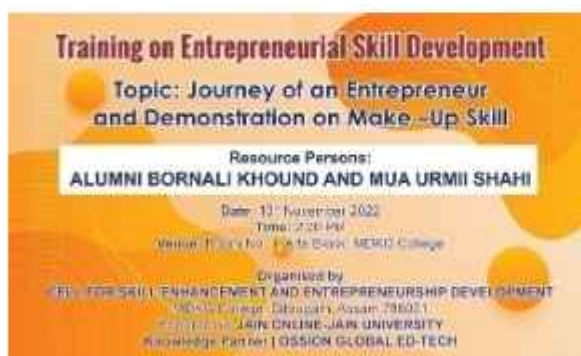 Training on Entrepreneurial Skill Development
Topic: Journey of an Entrepreneur
and Demonstration on Make -Up Skill
Resource Persons:
ALUMNI BORNALI KHOUND AND MUA URMII SHAHI
Date: November 2022
Time: PM
Venue: College
Organised by
CELL FOR SKILL ENHANCEMENT AND ENTREPRENEURSHIP DEVELOPMENT
College, Dibrugarh, Assam
JAIN ONLINE-JAIN UNIVERSITY
Knowledge Partner | OSSION GLOBAL ED-TECH